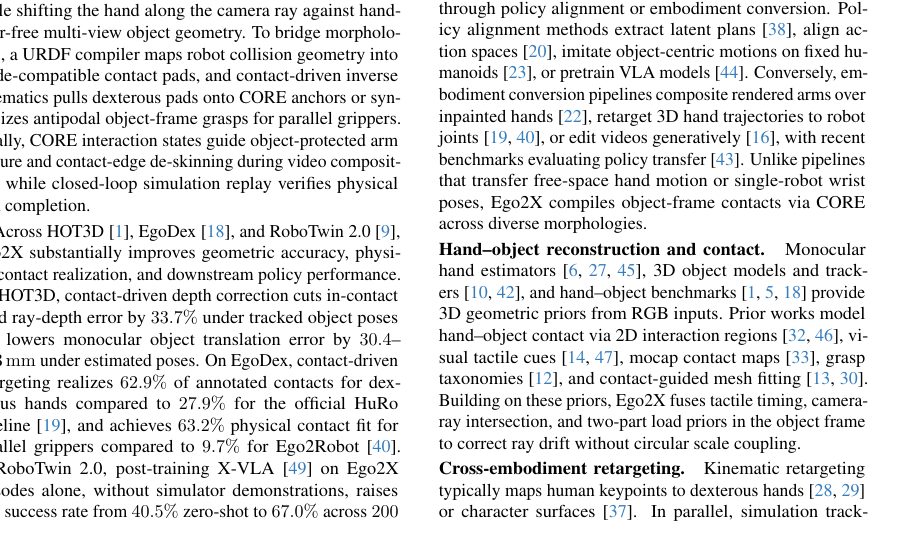 le shifting the hand along the camera ray against hand-
r-free multi-view object geometry. To bridge morpholo-
, a URDF compiler maps robot collision geometry into
de-compatible contact pads, and contact-driven inverse
ematics pulls dexterous pads onto CORE anchors or syn-
izes antipodal object-frame grasps for parallel grippers.
ally, CORE interaction states guide object-protected arm
ure and contact-edge de-skinning during video composit-
while closed-loop simulation replay verifies physical
completion.
Across HOT3D [1], EgoDex [18], and RoboTwin 2.0 [9],
o2X substantially improves geometric accuracy, physi-
contact realization, and downstream policy performance.
HOT3D, contact-driven depth correction cuts in-contact
d ray-depth error by 33.7% under tracked object poses
lowers monocular object translation error by 30.4–
mm under estimated poses. On EgoDex, contact-driven
rgeting realizes 62.9% of annotated contacts for dex-
us hands compared to 27.9% for the official HuRo
eline [19], and achieves 63.2% physical contact fit for
allel grippers compared to 9.7% for Ego2Robot [40].
RoboTwin 2.0, post-training X-VLA [49] on Ego2X
odes alone, without simulator demonstrations, raises
success rate from 40.5% zero-shot to 67.0% across 200
through policy alignment or embodiment conversion. Pol-
icy alignment methods extract latent plans [38], align ac-
tion spaces [20], imitate object-centric motions on fixed hu-
manoids [23], or pretrain VLA models [44]. Conversely, em-
bodiment conversion pipelines composite rendered arms over
inpainted hands [22], retarget 3D hand trajectories to robot
joints [19, 40], or edit videos generatively [16], with recent
benchmarks evaluating policy transfer [43]. Unlike pipelines
that transfer free-space hand motion or single-robot wrist
poses, Ego2X compiles object-frame contacts via CORE
across diverse morphologies.
Hand–object reconstruction and contact. Monocular
hand estimators [6, 27, 45], 3D object models and track-
ers [10, 42], and hand–object benchmarks [1, 5, 18] provide
3D geometric priors from RGB inputs. Prior works model
hand–object contact via 2D interaction regions [32, 46], vi-
sual tactile cues [14, 47], mocap contact maps [33], grasp
taxonomies [12], and contact-guided mesh fitting [13, 30].
Building on these priors, Ego2X fuses tactile timing, camera-
ray intersection, and two-part load priors in the object frame
to correct ray drift without circular scale coupling.
Cross-embodiment retargeting. Kinematic retargeting
typically maps human keypoints to dexterous hands [28, 29]
or character surfaces [37]. In parallel, simulation track-